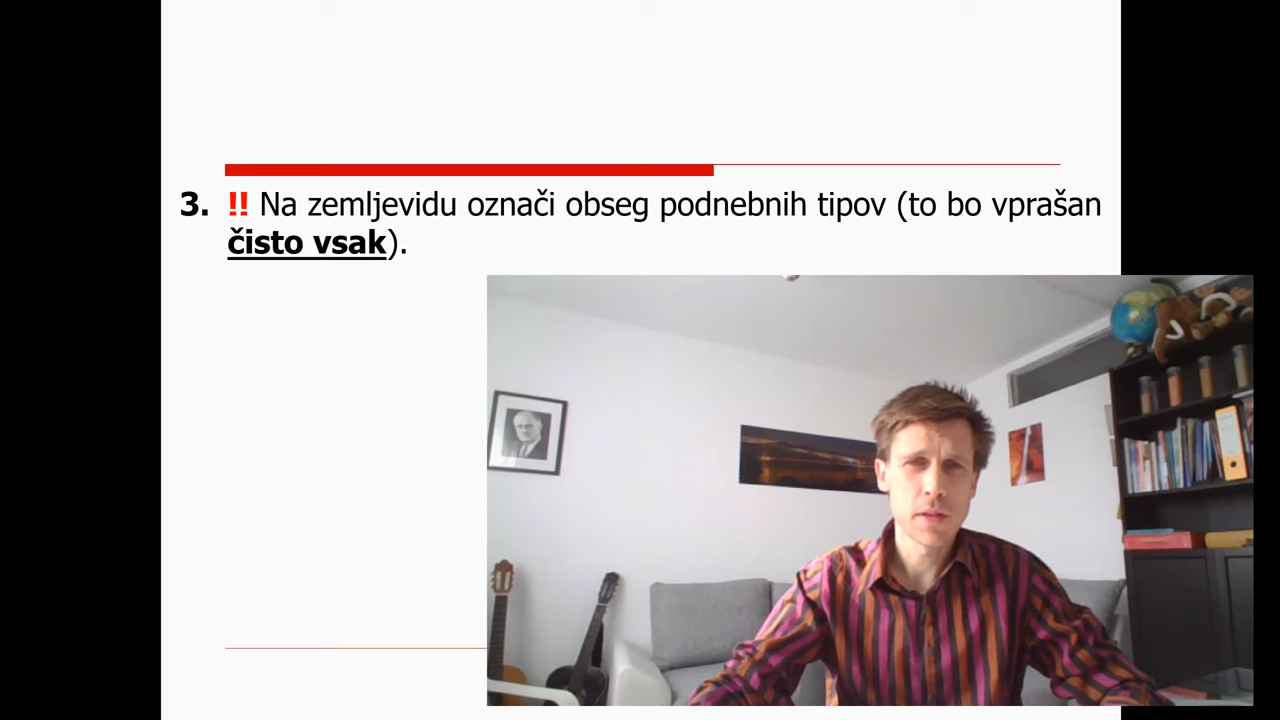 3. !! Na zemljevidu označi obseg podnebnih tipov (to bo vprašan
čisto vsak).